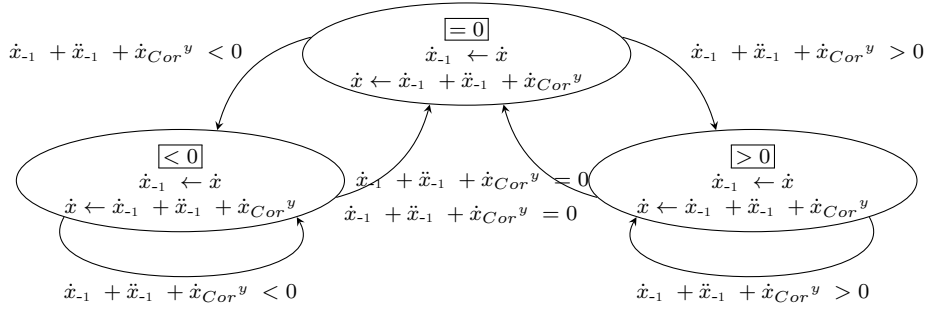 = 0
ẋ₋₁ ← ẋ
ẋ ← ẋ₋₁ + ẍ₋₁ + ẋ_{Cor^y}
ẋ₋₁ + ẍ₋₁ + ẋ_{Cor^y} < 0
ẋ₋₁ + ẍ₋₁ + ẋ_{Cor^y} > 0
< 0
ẋ₋₁ ← ẋ
ẋ ← ẋ₋₁ + ẍ₋₁ + ẋ_{Cor^y}
ẋ₋₁ + ẍ₋₁ + ẋ_{Cor^y} = 0
ẋ₋₁ + ẍ₋₁ + ẋ_{Cor^y} = 0
> 0
ẋ₋₁ ← ẋ
ẋ ← ẋ₋₁ + ẍ₋₁ + ẋ_{Cor^y}
ẋ₋₁ + ẍ₋₁ + ẋ_{Cor^y} < 0
ẋ₋₁ + ẍ₋₁ + ẋ_{Cor^y} > 0